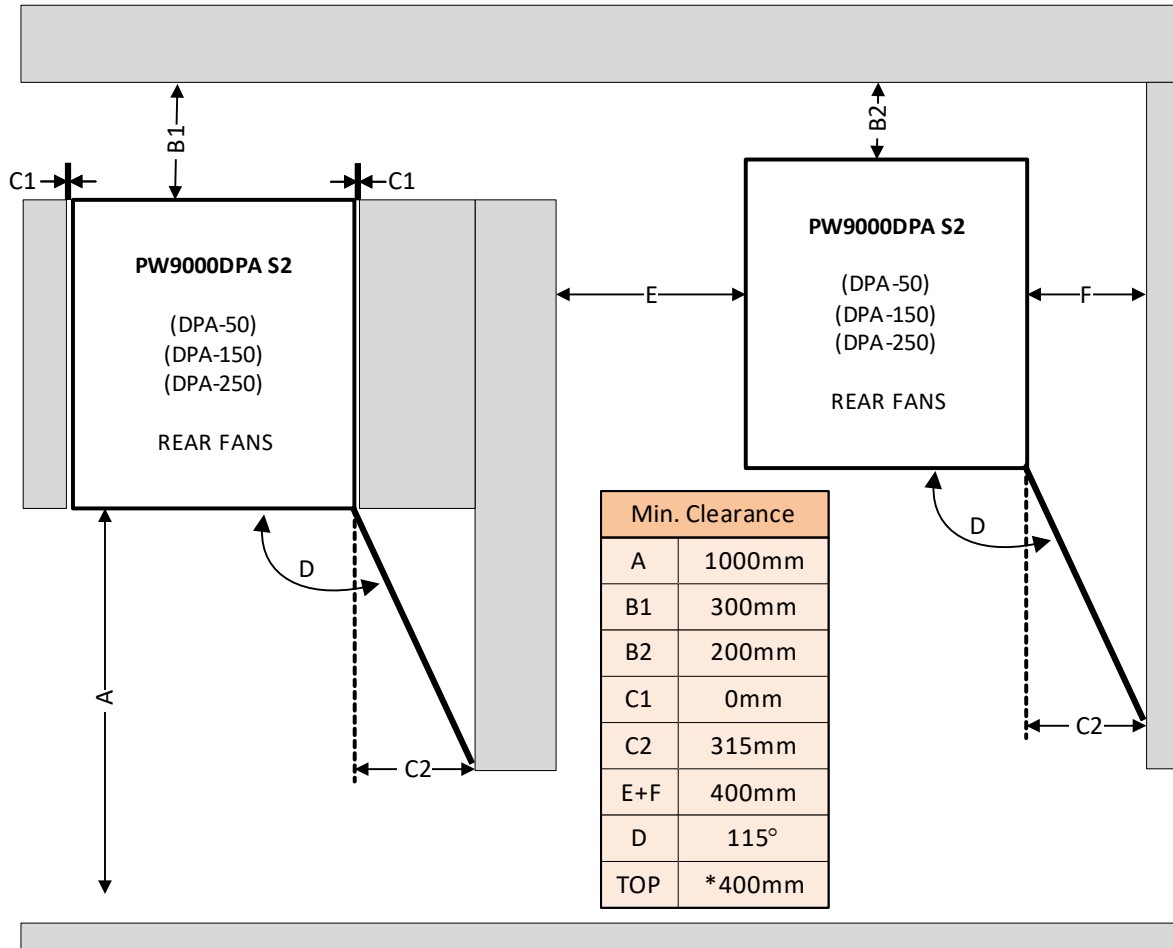 B1
B2
C1
C1
PW9000DPA S2
(DPA-50)
(DPA-150)
(DPA-250)
REAR FANS
E
PW9000DPA S2
(DPA-50)
(DPA-150)
(DPA-250)
REAR FANS
F
D
D
A
C2
C2
Min. Clearance
A 1000mm
B1 300mm
B2 200mm
C1 0mm
C2 315mm
E+F 400mm
D 115°
TOP *400mm